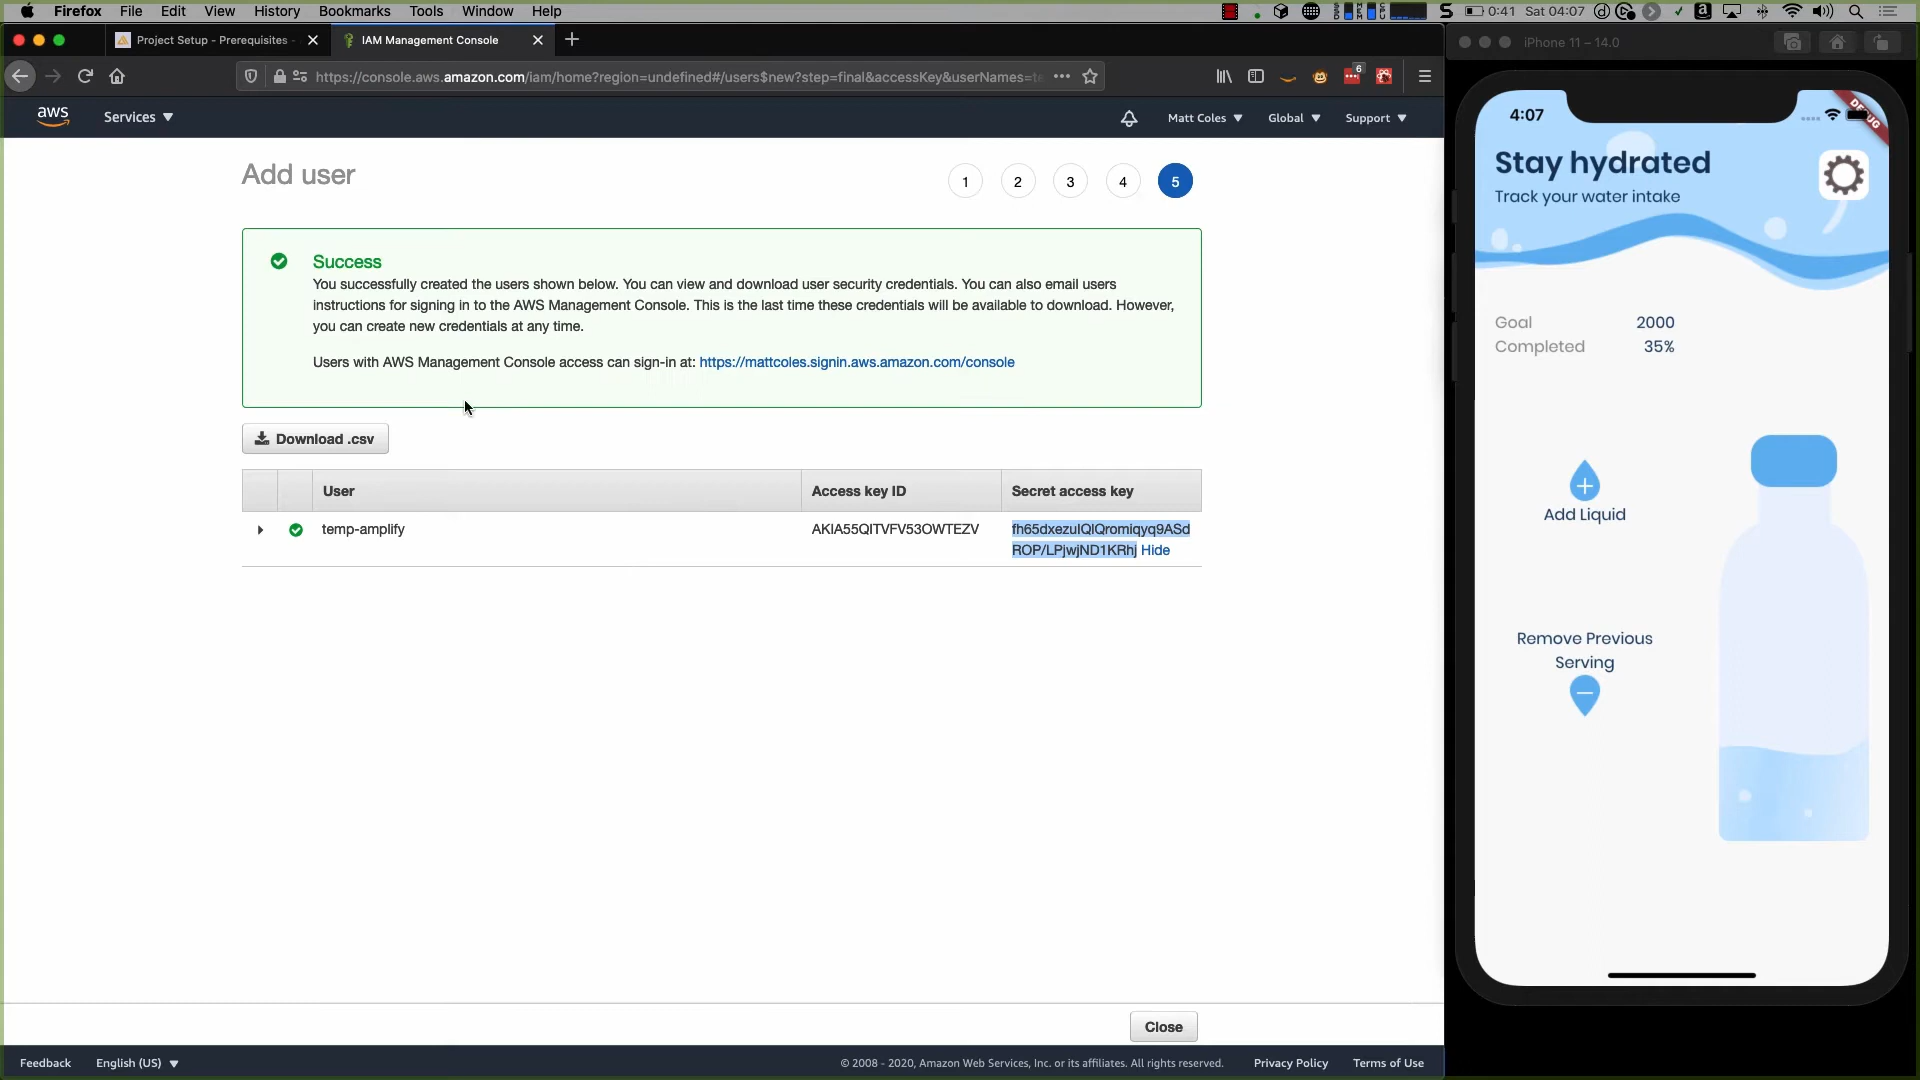 Firefox File Edit View History Bookmarks Tools Window Help
0:41 Sat 04:07
Project Setup - Prerequisites -
IAM Management Console
https://console.aws.amazon.com/iam/home?region=undefined#/users$new?step=final&accessKey&userNames=te
6
aws
Services
Matt Coles
Global
Support
Add user
1 2 3 4 5
Success
You successfully created the users shown below. You can view and download user security credentials. You can also email users
instructions for signing in to the AWS Management Console. This is the last time these credentials will be available to download. However,
you can create new credentials at any time.
Users with AWS Management Console access can sign-in at: https://mattcoles.signin.aws.amazon.com/console
Download .csv
User Access key ID Secret access key
temp-amplify AKIA55QITVFV53OWTEZV
Hide
Close
Feedback English (US)
© 2008 - 2020, Amazon Web Services, Inc. or its affiliates. All rights reserved. Privacy Policy Terms of Use
iPhone 11 – 14.0
4:07
DEBUG
Stay hydrated
Track your water intake
Goal 2000
Completed 35%
Add Liquid
Remove Previous
Serving